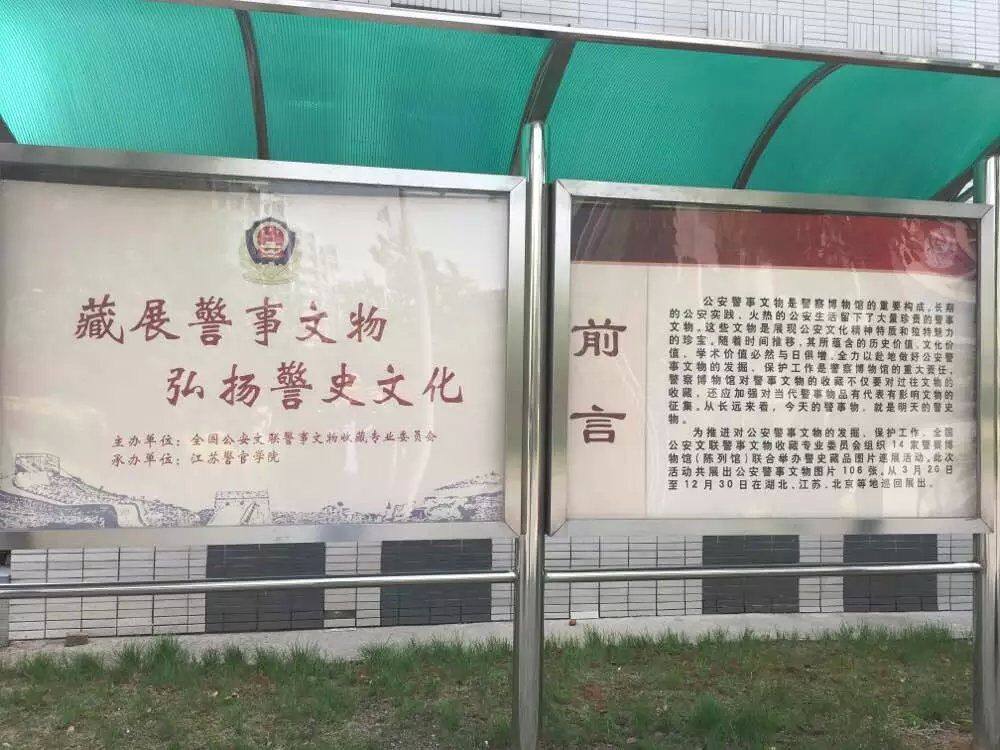 藏展警事文物
弘扬警史文化
主办单位：全国公安文联警事文物收藏专业委员会
承办单位：江苏警官学院
前言
公安警事文物是警察博物馆的重要构成，长期
的公安实践、火热的公安生活留下了大量珍贵的警事
文物。这些文物是展现公安文化精神特质和独特魅力
的珍宝。随着时间推移，其所蕴含的历史价值、文化价
值、学术价值必然与日俱增。全力以赴地做好公安警
事文物的发掘、保护工作是警察博物馆的重大责任，
警察博物馆对警事文物的收藏不仅要对过往文物的
收藏，还应加强对当代警事物品有代表有影响文物的
征集。从长远来看，今天的警事物，就是明天的警史
物。
为推进对公安警事文物的发掘、保护工作，全国
公安文联警事文物收藏专业委员会组织14家警察博
物馆（陈列馆）联合举办警史藏品图片巡展活动。此次
活动共展出公安警事文物图片106张。从3月20日
至12月30日在湖北、江苏、北京等地巡回展出。